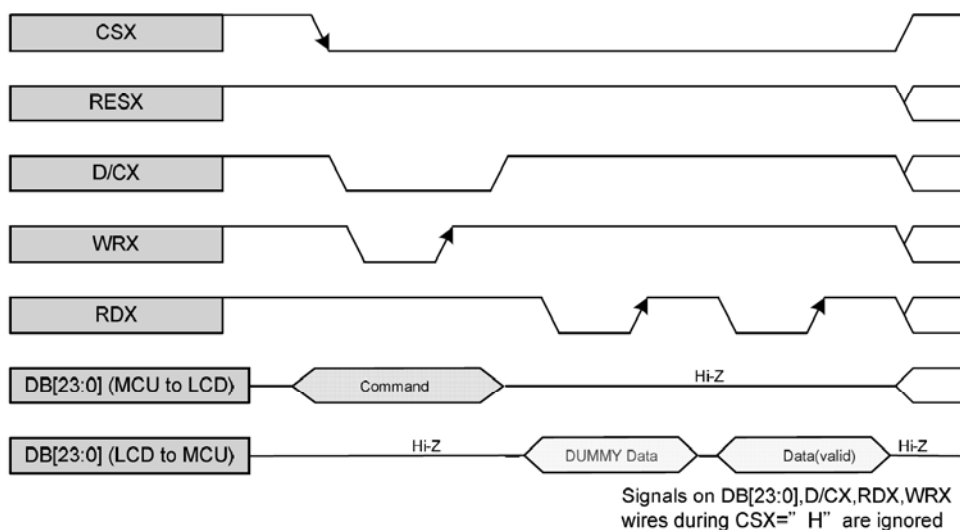 CSX
RESX
D/CX
WRX
RDX
DB[23:0] (MCU to LCD)
Command
Hi-Z
DB[23:0] (LCD to MCU)
Hi-Z
DUMMY Data
Data(valid)
Hi-Z
Signals on DB[23:0],D/CX,RDX,WRX
wires during CSX=” H” are ignored